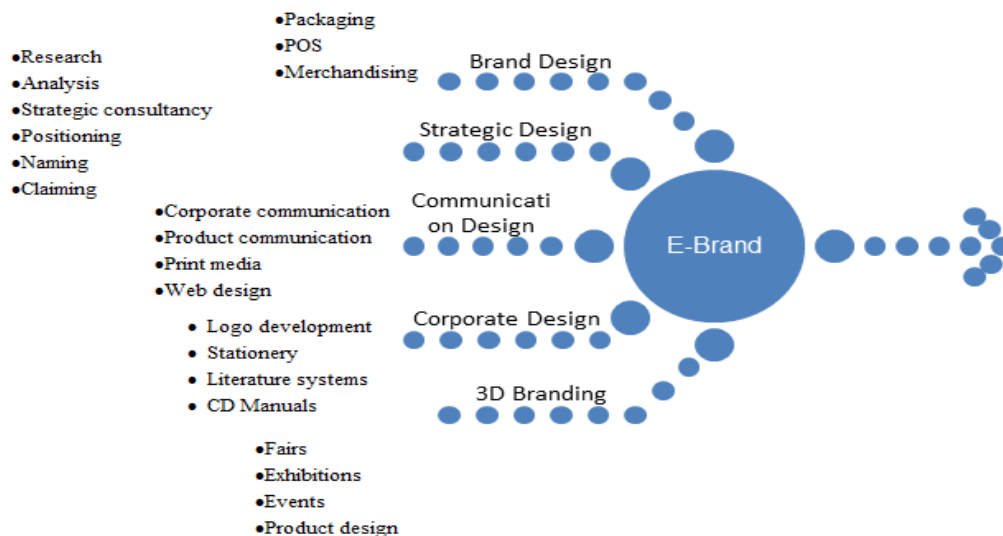 •Packaging
•POS
•Merchandising
Brand Design
•Research
•Analysis
•Strategic consultancy
•Positioning
•Naming
•Claiming
Strategic Design
•Corporate communication
•Product communication
•Print media
•Web design
Communicati
on Design
E-Brand
• Logo development
• Stationery
• Literature systems
• CD Manuals
Corporate Design
•Fairs
•Exhibitions
•Events
•Product design
3D Branding